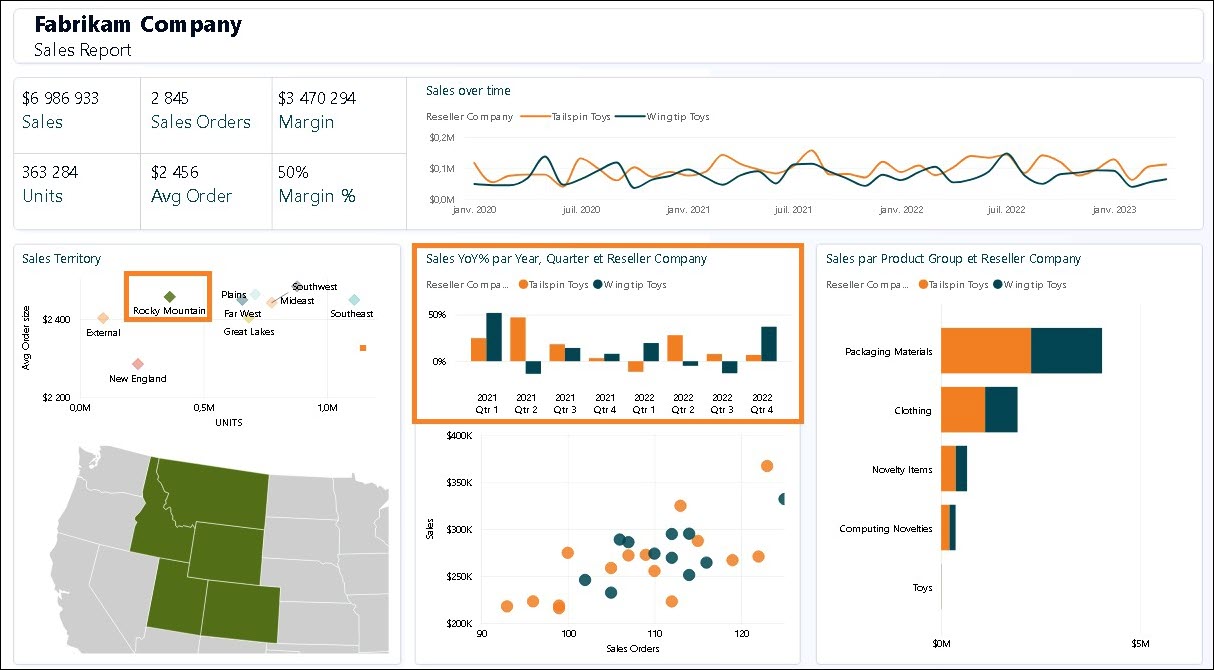 Fabrikam Company
Sales Report
$6 986 933
Sales
2 845
Sales Orders
$3 470 294
Margin
363 284
Units
$2 456
Avg Order
50%
Margin %
Sales over time
Reseller Company Tailspin Toys Wingtip Toys
$0,2M
$0,1M
$0,0M
janv. 2020 juil. 2020 janv. 2021 juil. 2021 janv. 2022 juil. 2022 janv. 2023
Sales Territory
Avg Order size
$2 400
$2 200
Rocky Mountain
External
New England
Plains
Far West
Great Lakes
Southwest
Mideast
Southeast
0,0M 0,5M 1,0M
UNITS
Sales YoY% par Year, Quarter et Reseller Company
Reseller Compa... Tailspin Toys Wingtip Toys
50%
0%
2021 2021 2021 2021 2022 2022 2022 2022
Qtr 1 Qtr 2 Qtr 3 Qtr 4 Qtr 1 Qtr 2 Qtr 3 Qtr 4
$400K
$350K
$300K
$250K
$200K
Sales
90 100 110 120
Sales Orders
Sales par Product Group et Reseller Company
Reseller Compa... Tailspin Toys Wingtip Toys
Packaging Materials
Clothing
Novelty Items
Computing Novelties
Toys
$0M $5M